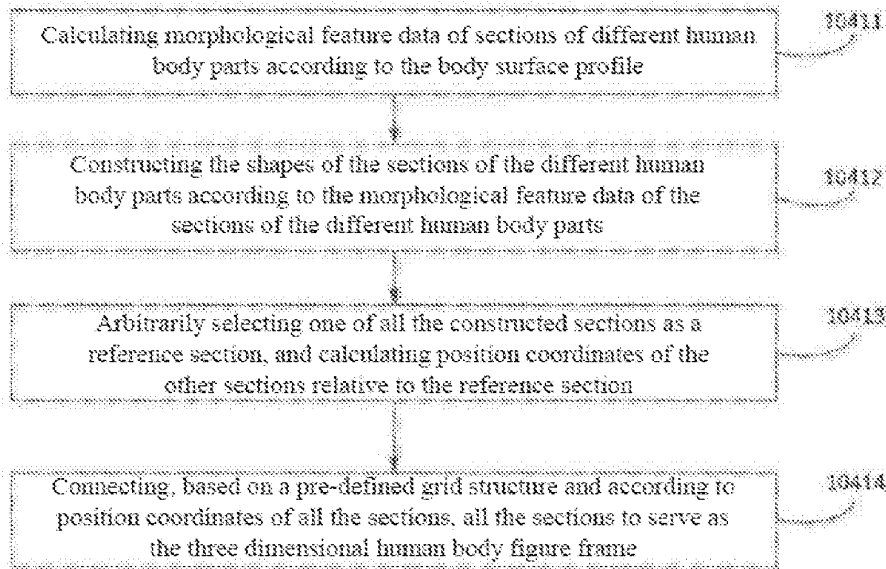 Calculating morphological feature data of sections of different human
body parts according to the body surface profile
10411
Constructing the shapes of the sections of the different human
body parts according to the morphological feature data of the
sections of the different human body parts
10412
Arbitrarily selecting one of all the constructed sections as a
reference section, and calculating position coordinates of the
other sections relative to the reference section
10413
Connecting, based on a pre-defined grid structure and according to
position coordinates of all the sections, all the sections to serve as
the three dimensional human body figure frame
10414